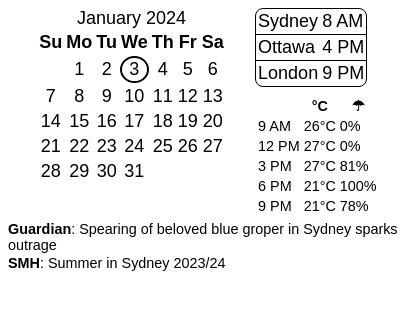 January 2024
Su Mo Tu We Th Fr Sa
1 2 3 4 5 6
7 8 9 10 11 12 13
14 15 16 17 18 19 20
21 22 23 24 25 26 27
28 29 30 31
Sydney 8 AM
Ottawa 4 PM
London 9 PM
°C ☂
9 AM 26°C 0%
12 PM 27°C 0%
3 PM 27°C 81%
6 PM 21°C 100%
9 PM 21°C 78%
Guardian: Spearing of beloved blue groper in Sydney sparks
outrage
SMH: Summer in Sydney 2023/24